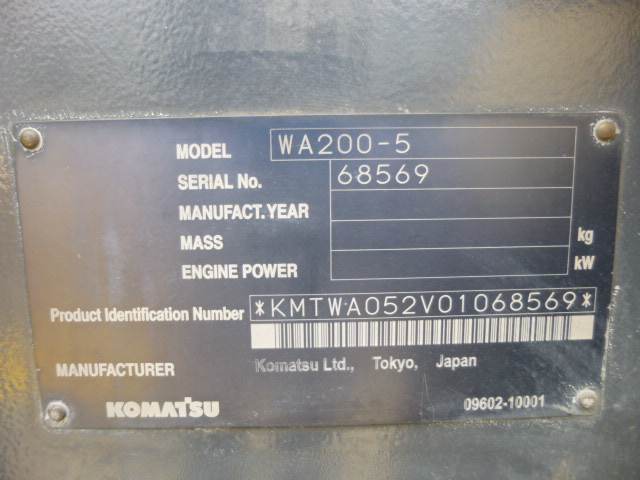 MODEL WA200-5
SERIAL No. 68569
MANUFACT. YEAR
MASS kg
ENGINE POWER kW
Product Identification Number *KMTWA052V01068569*
MANUFACTURER Komatsu Ltd., Tokyo, Japan
KOMATSU 09602-10001